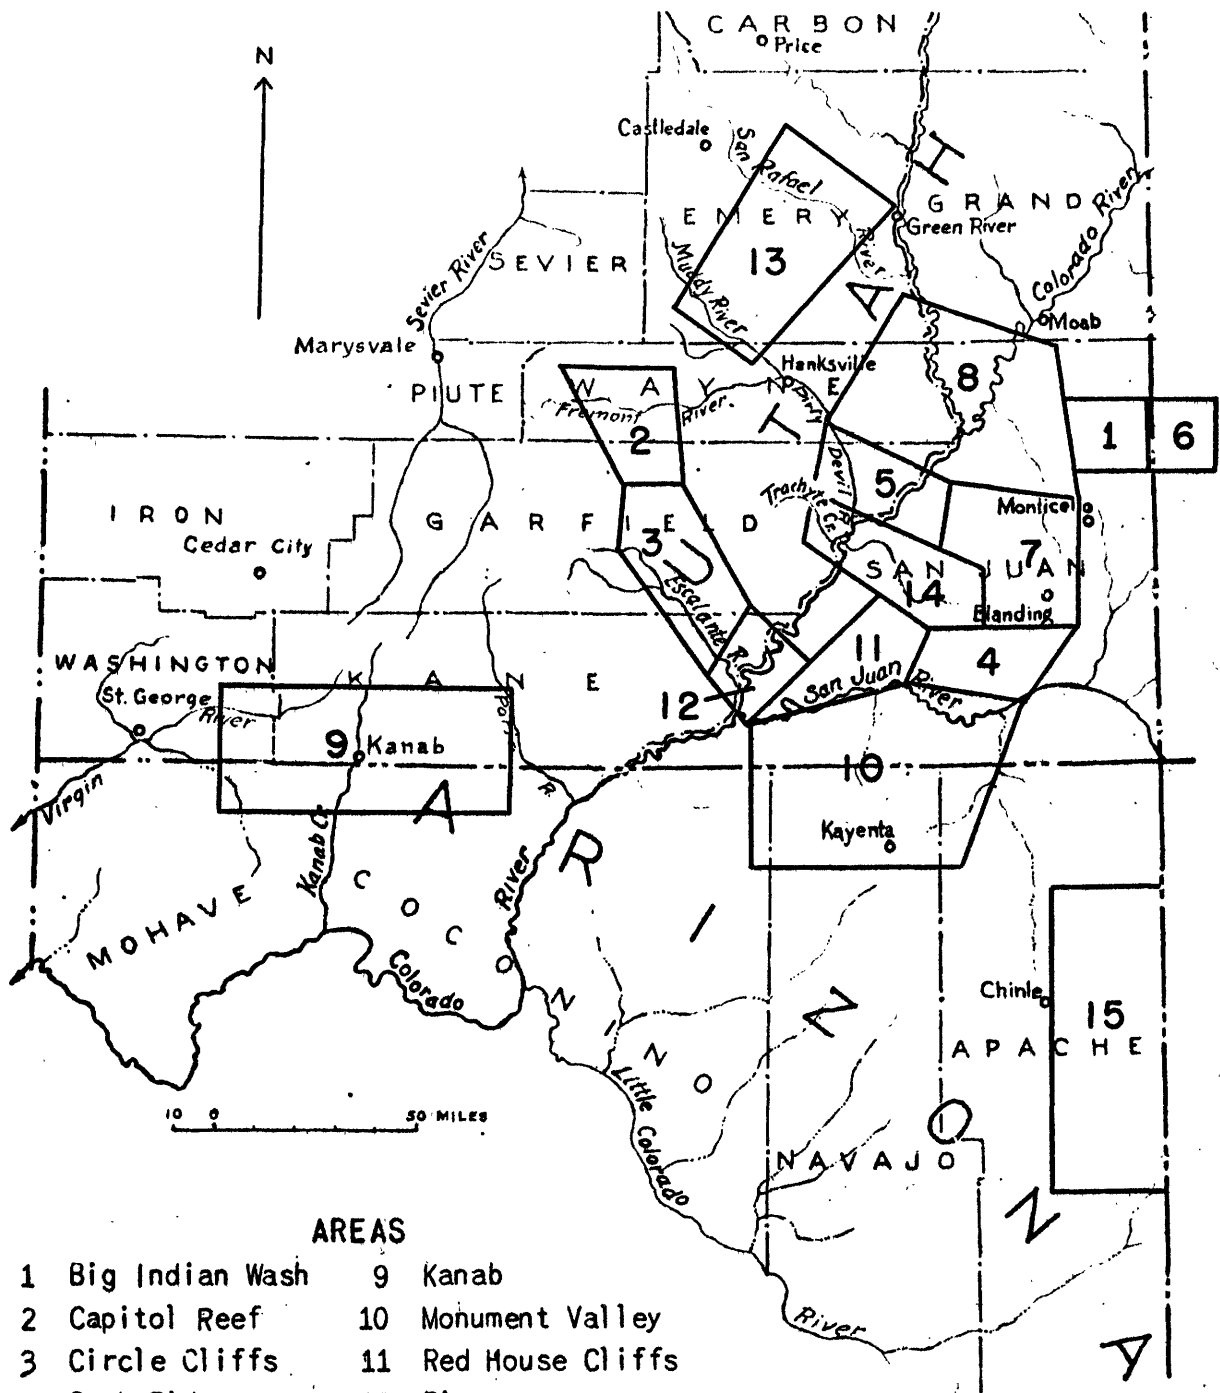 CARBON
Price
N
Castledale
San Rafael River
UTAH
GRAND
EMERY
Green River
Colorado River
13
Muddy River
SEVIER
Sevier River
Moab
Marysvale
Hanksville
8
PIUTE
WAYNE
Fremont River
Dirty Devil R.
2
1
6
5
Trachyte Cr.
Monticel
IRON
GARFIELD
Cedar City
3
7
SAN JUAN
14
Escalante R.
Blanding
WASHINGTON
11
4
KANE
St. George
San Juan River
12
Virgin River
9
Kanab
10
ARIZONA
Kayenta
Kanab Cr.
River
MOHAVE
COCONINO
Colorado
Chinle
15
APACHE
10 0 50 MILES
Little Colorado
NAVAJO
River
AREAS
1 Big Indian Wash 9 Kanab
2 Capitol Reef 10 Monument Valley
3 Circle Cliffs 11 Red House Cliffs